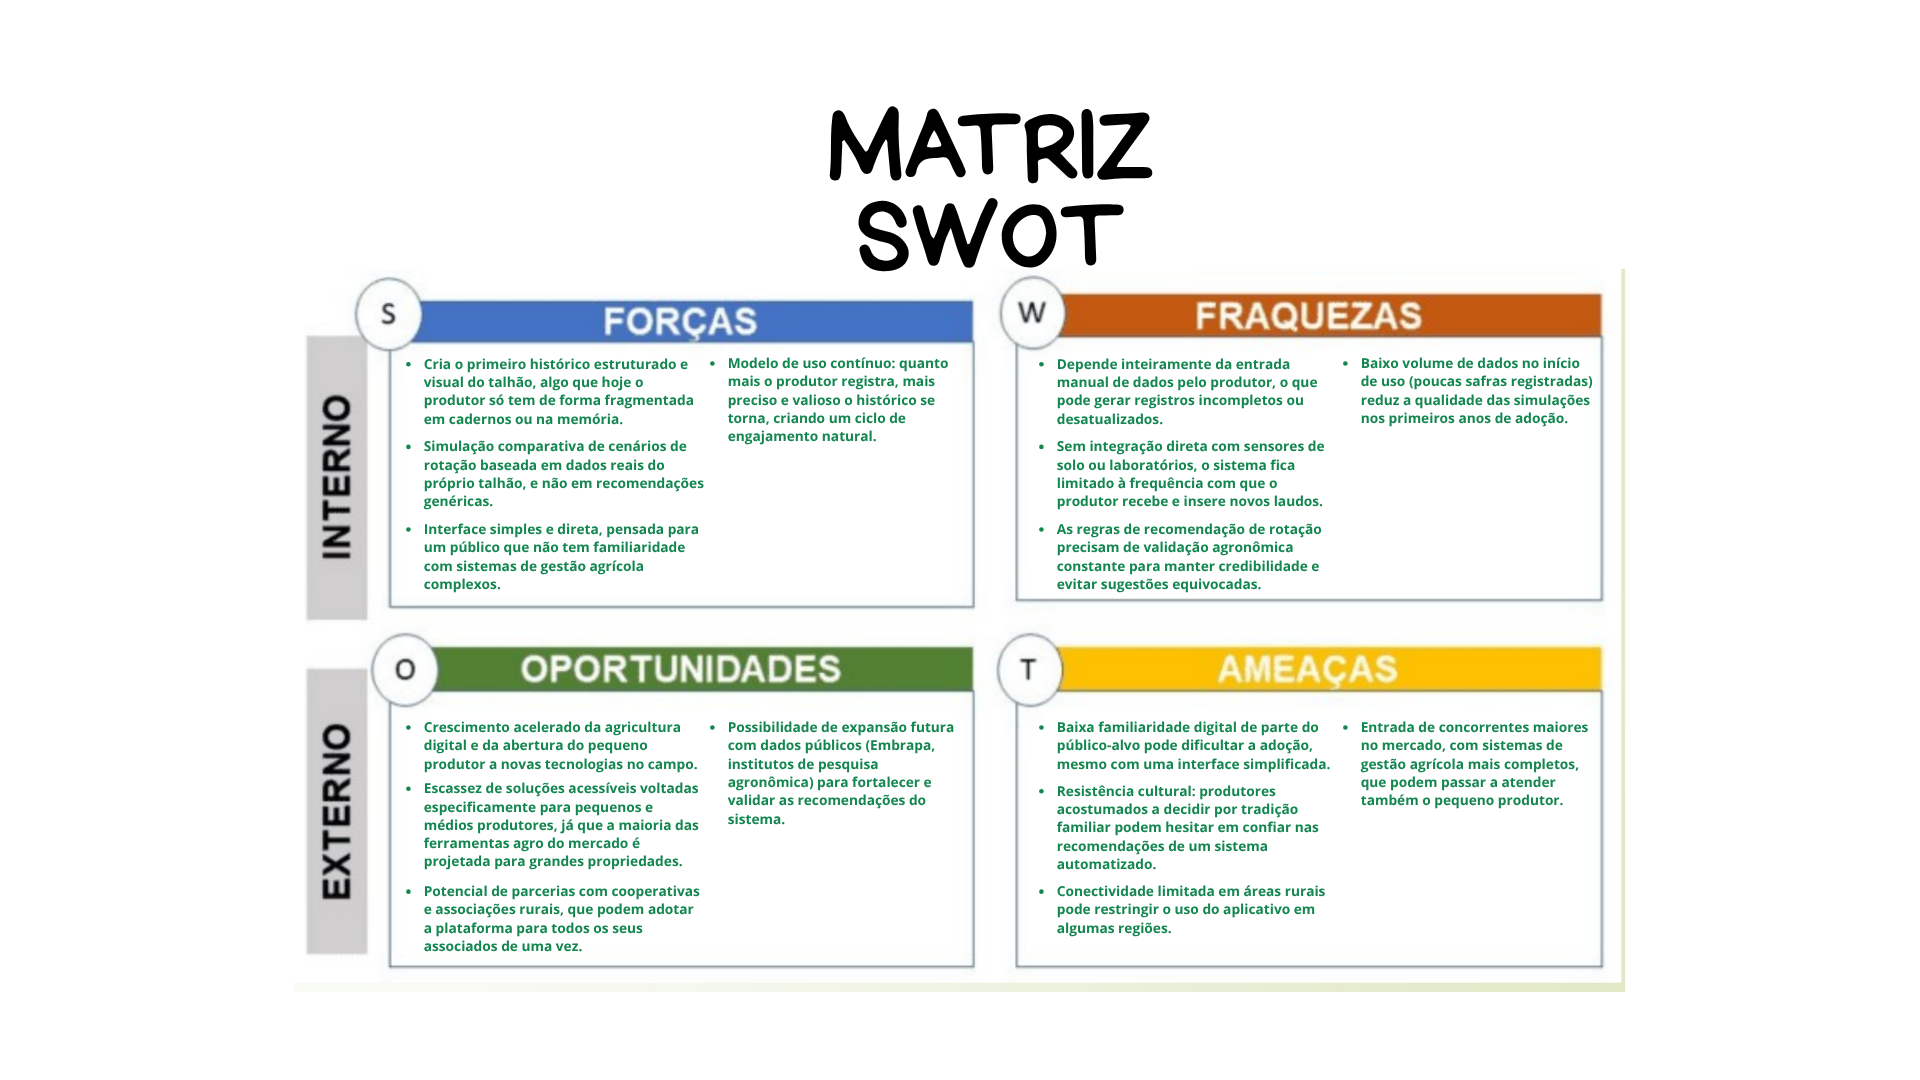 MATRIZ
SWOT
S
FORÇAS
INTERNO
• Cria o primeiro histórico estruturado e
visual do talhão, algo que hoje o
produtor só tem de forma fragmentada
em cadernos ou na memória.
• Simulação comparativa de cenários de
rotação baseada em dados reais do
próprio talhão, e não em recomendações
genéricas.
• Interface simples e direta, pensada para
um público que não tem familiaridade
com sistemas de gestão agrícola
complexos.
• Modelo de uso contínuo: quanto
mais o produtor registra, mais
preciso e valioso o histórico se
torna, criando um ciclo de
engajamento natural.
W
FRAQUEZAS
• Depende inteiramente da entrada
manual de dados pelo produtor, o que
pode gerar registros incompletos ou
desatualizados.
• Sem integração direta com sensores de
solo ou laboratórios, o sistema fica
limitado à frequência com que o
produtor recebe e insere novos laudos.
• As regras de recomendação de rotação
precisam de validação agronômica
constante para manter credibilidade e
evitar sugestões equivocadas.
• Baixo volume de dados no início
de uso (poucas safras registradas)
reduz a qualidade das simulações
nos primeiros anos de adoção.
O
OPORTUNIDADES
EXTERNO
• Crescimento acelerado da agricultura
digital e da abertura do pequeno
produtor a novas tecnologias no campo.
• Escassez de soluções acessíveis voltadas
especificamente para pequenos e
médios produtores, já que a maioria das
ferramentas agro do mercado é
projetada para grandes propriedades.
• Potencial de parcerias com cooperativas
e associações rurais, que podem adotar
a plataforma para todos os seus
associados de uma vez.
• Possibilidade de expansão futura
com dados públicos (Embrapa,
institutos de pesquisa
agronômica) para fortalecer e
validar as recomendações do
sistema.
T
AMEAÇAS
• Baixa familiaridade digital de parte do
público-alvo pode dificultar a adoção,
mesmo com uma interface simplificada.
• Resistência cultural: produtores
acostumados a decidir por tradição
familiar podem hesitar em confiar nas
recomendações de um sistema
automatizado.
• Conectividade limitada em áreas rurais
pode restringir o uso do aplicativo em
algumas regiões.
• Entrada de concorrentes maiores
no mercado, com sistemas de
gestão agrícola mais completos,
que podem passar a atender
também o pequeno produtor.